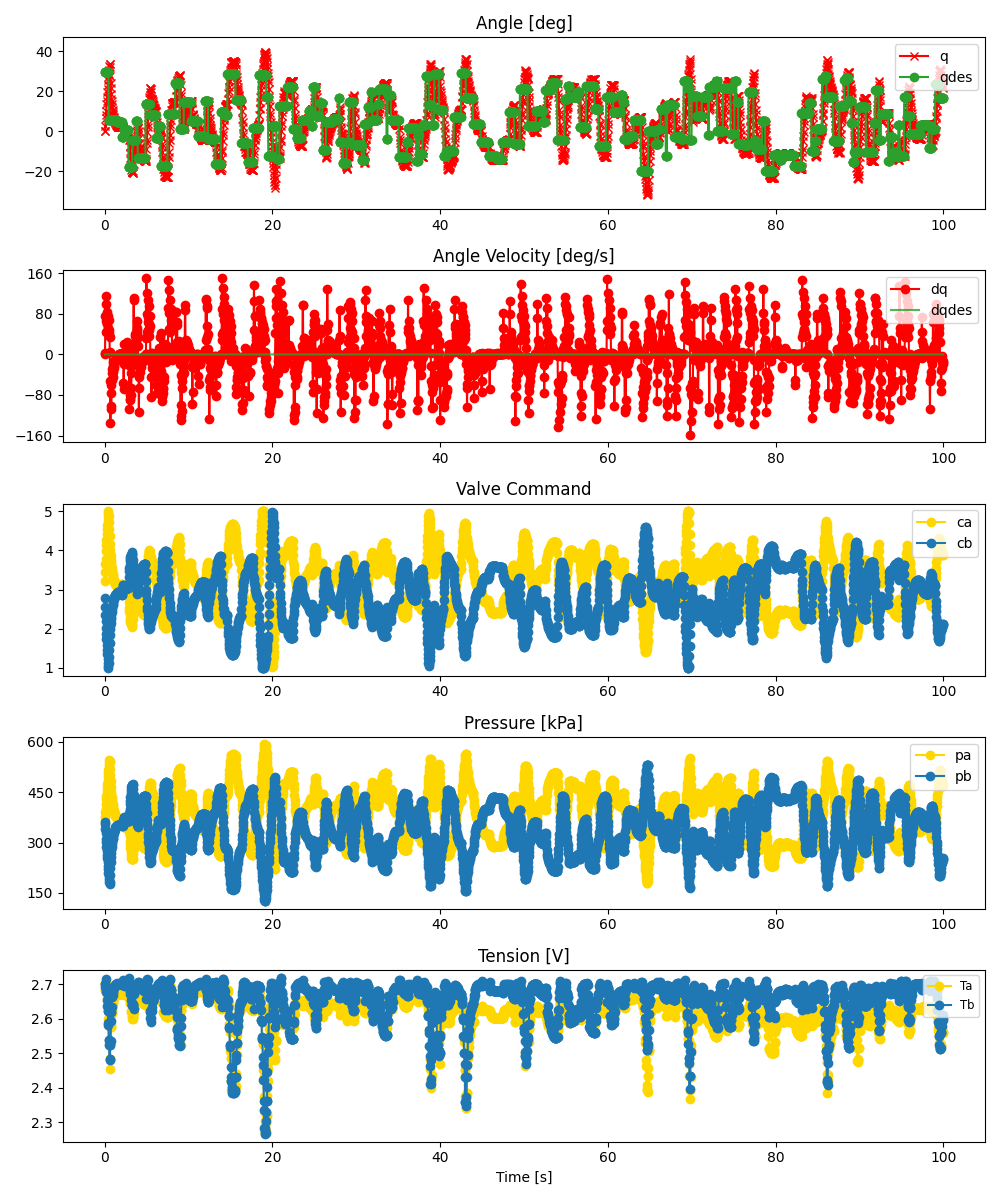 Angle [deg]
40
20
0
−20
q
qdes
0 20 40 60 80 100
Angle Velocity [deg/s]
160
80
0
−80
−160
dq
dqdes
0 20 40 60 80 100
Valve Command
5
4
3
2
1
ca
cb
0 20 40 60 80 100
Pressure [kPa]
600
450
300
150
pa
pb
0 20 40 60 80 100
Tension [V]
2.7
2.6
2.5
2.4
2.3
Ta
Tb
0 20 40 60 80 100
Time [s]